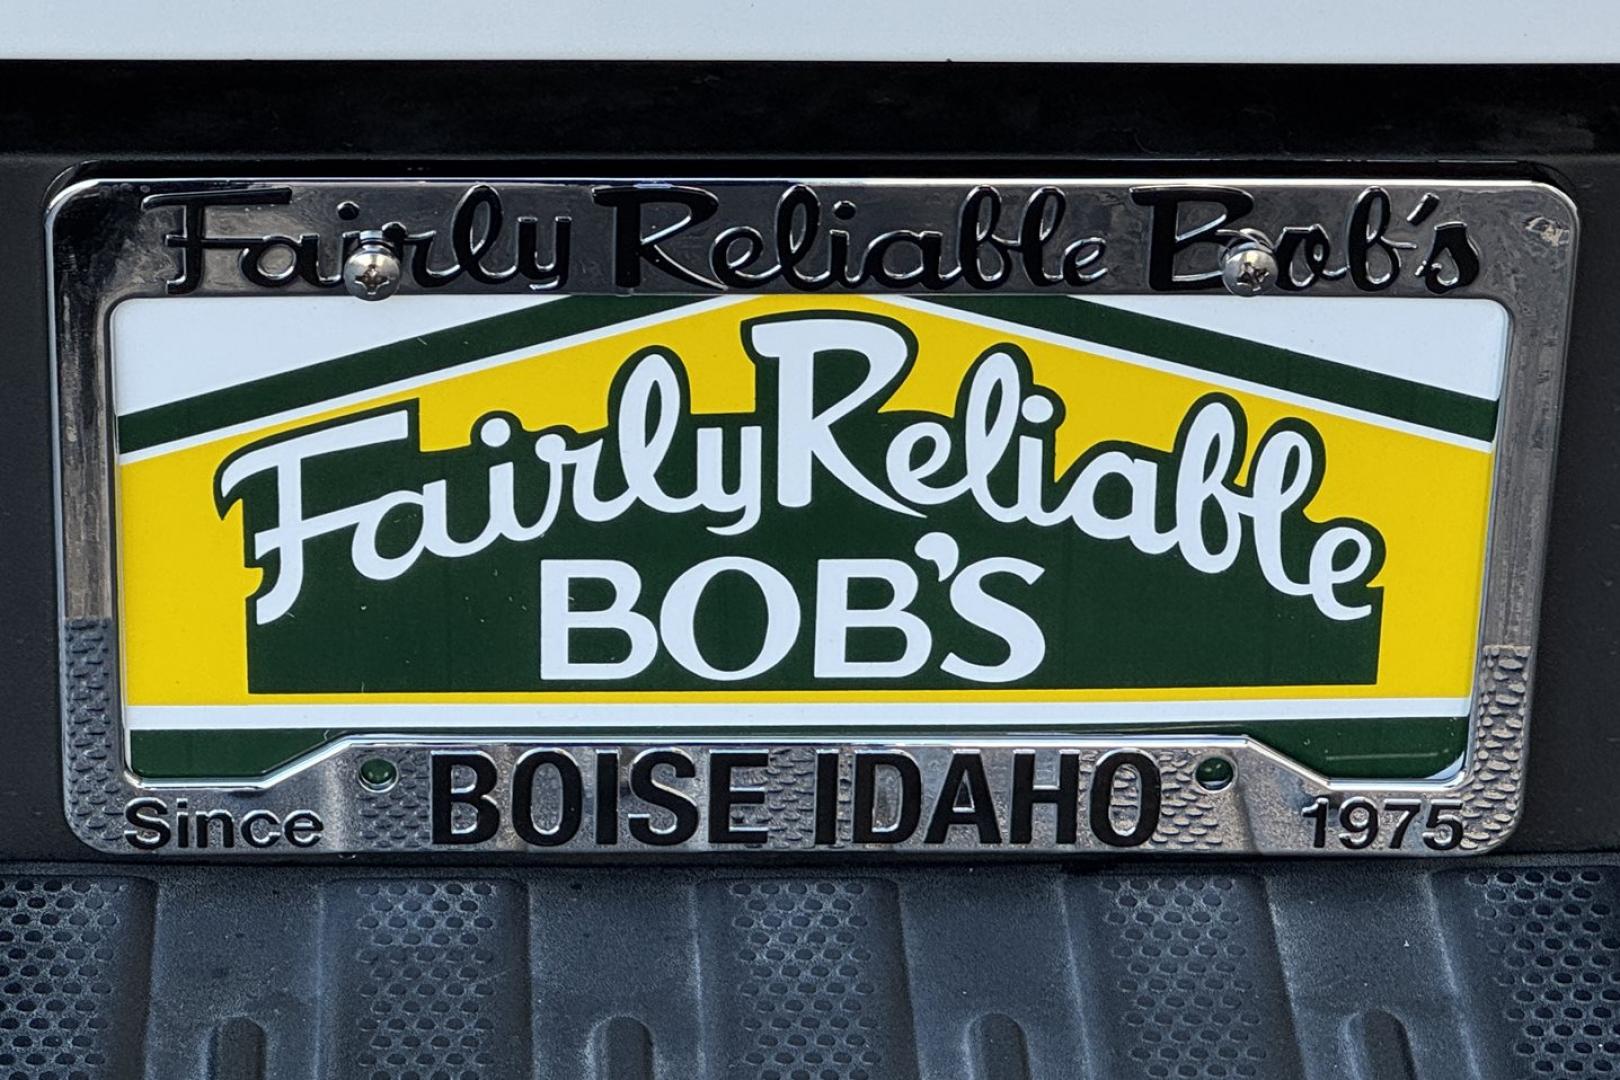 Fairly Reliable Bob's
Fairly Reliable
BOB'S
BOISE IDAHO
Since 1975